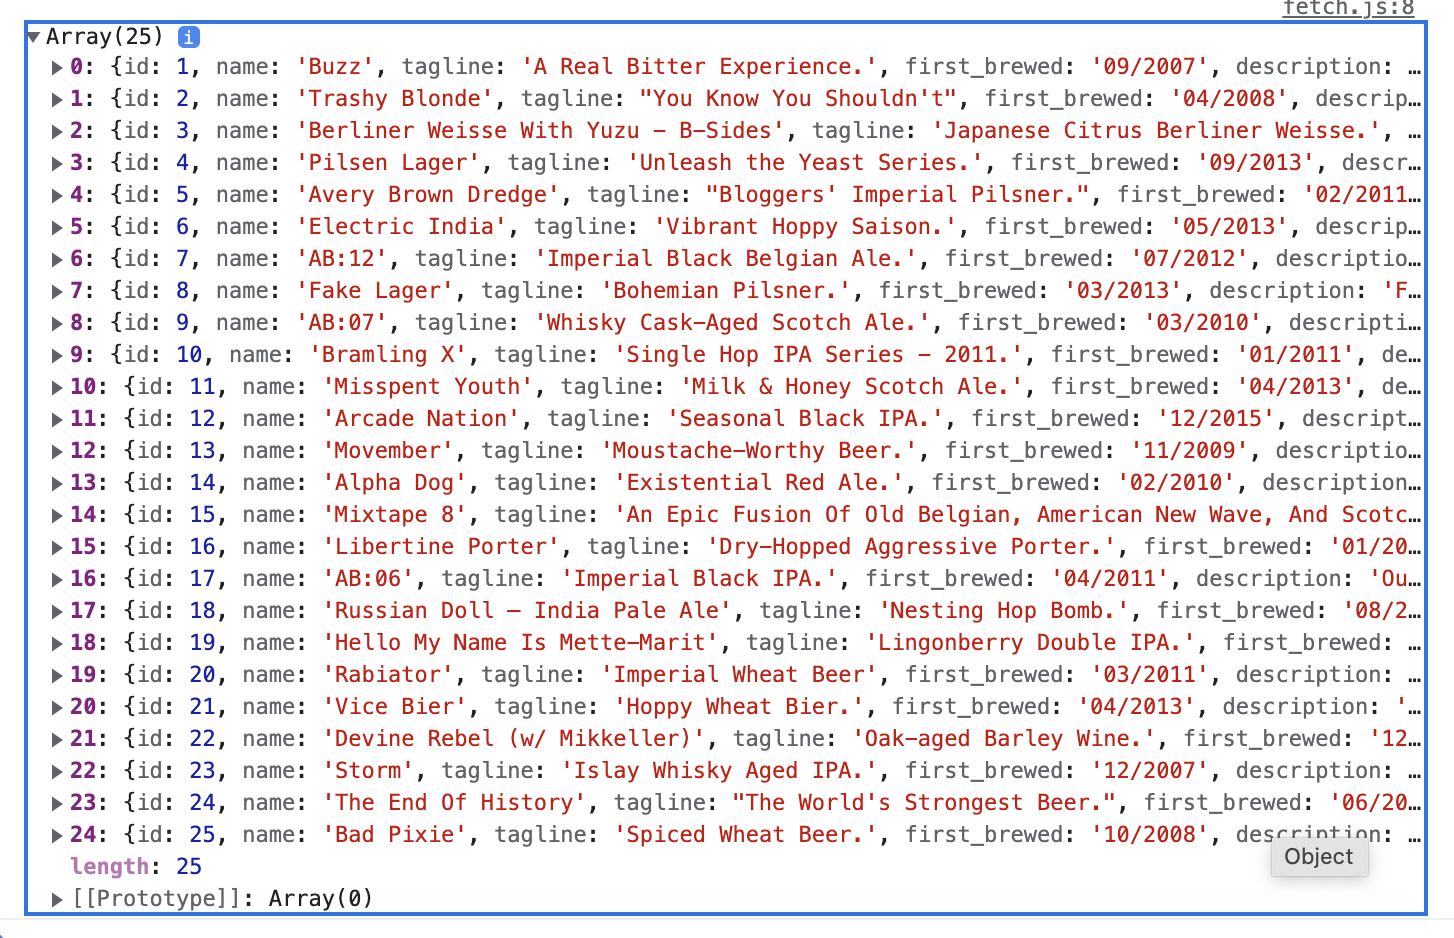 fetch.js:8
▼Array(25) i
▶0: {id: 1, name: 'Buzz', tagline: 'A Real Bitter Experience.', first_brewed: '09/2007', description: …
▶1: {id: 2, name: 'Trashy Blonde', tagline: "You Know You Shouldn't", first_brewed: '04/2008', descrip…
▶2: {id: 3, name: 'Berliner Weisse With Yuzu - B-Sides', tagline: 'Japanese Citrus Berliner Weisse.', …
▶3: {id: 4, name: 'Pilsen Lager', tagline: 'Unleash the Yeast Series.', first_brewed: '09/2013', descr…
▶4: {id: 5, name: 'Avery Brown Dredge', tagline: "Bloggers' Imperial Pilsner.", first_brewed: '02/2011…
▶5: {id: 6, name: 'Electric India', tagline: 'Vibrant Hoppy Saison.', first_brewed: '05/2013', descrip…
▶6: {id: 7, name: 'AB:12', tagline: 'Imperial Black Belgian Ale.', first_brewed: '07/2012', descriptio…
▶7: {id: 8, name: 'Fake Lager', tagline: 'Bohemian Pilsner.', first_brewed: '03/2013', description: 'F…
▶8: {id: 9, name: 'AB:07', tagline: 'Whisky Cask-Aged Scotch Ale.', first_brewed: '03/2010', descripti…
▶9: {id: 10, name: 'Bramling X', tagline: 'Single Hop IPA Series - 2011.', first_brewed: '01/2011', de…
▶10: {id: 11, name: 'Misspent Youth', tagline: 'Milk & Honey Scotch Ale.', first_brewed: '04/2013', de…
▶11: {id: 12, name: 'Arcade Nation', tagline: 'Seasonal Black IPA.', first_brewed: '12/2015', descript…
▶12: {id: 13, name: 'Movember', tagline: 'Moustache-Worthy Beer.', first_brewed: '11/2009', descriptio…
▶13: {id: 14, name: 'Alpha Dog', tagline: 'Existential Red Ale.', first_brewed: '02/2010', description…
▶14: {id: 15, name: 'Mixtape 8', tagline: 'An Epic Fusion Of Old Belgian, American New Wave, And Scotc…
▶15: {id: 16, name: 'Libertine Porter', tagline: 'Dry-Hopped Aggressive Porter.', first_brewed: '01/20…
▶16: {id: 17, name: 'AB:06', tagline: 'Imperial Black IPA.', first_brewed: '04/2011', description: 'Ou…
▶17: {id: 18, name: 'Russian Doll – India Pale Ale', tagline: 'Nesting Hop Bomb.', first_brewed: '08/2…
▶18: {id: 19, name: 'Hello My Name Is Mette-Marit', tagline: 'Lingonberry Double IPA.', first_brewed: …
▶19: {id: 20, name: 'Rabiator', tagline: 'Imperial Wheat Beer', first_brewed: '03/2011', description: …
▶20: {id: 21, name: 'Vice Bier', tagline: 'Hoppy Wheat Bier.', first_brewed: '04/2013', description: '…
▶21: {id: 22, name: 'Devine Rebel (w/ Mikkeller)', tagline: 'Oak-aged Barley Wine.', first_brewed: '12…
▶22: {id: 23, name: 'Storm', tagline: 'Islay Whisky Aged IPA.', first_brewed: '12/2007', description: …
▶23: {id: 24, name: 'The End Of History', tagline: "The World's Strongest Beer.", first_brewed: '06/20…
▶24: {id: 25, name: 'Bad Pixie', tagline: 'Spiced Wheat Beer.', first_brewed: '10/2008', description: …
Object
length: 25
▶[[Prototype]]: Array(0)